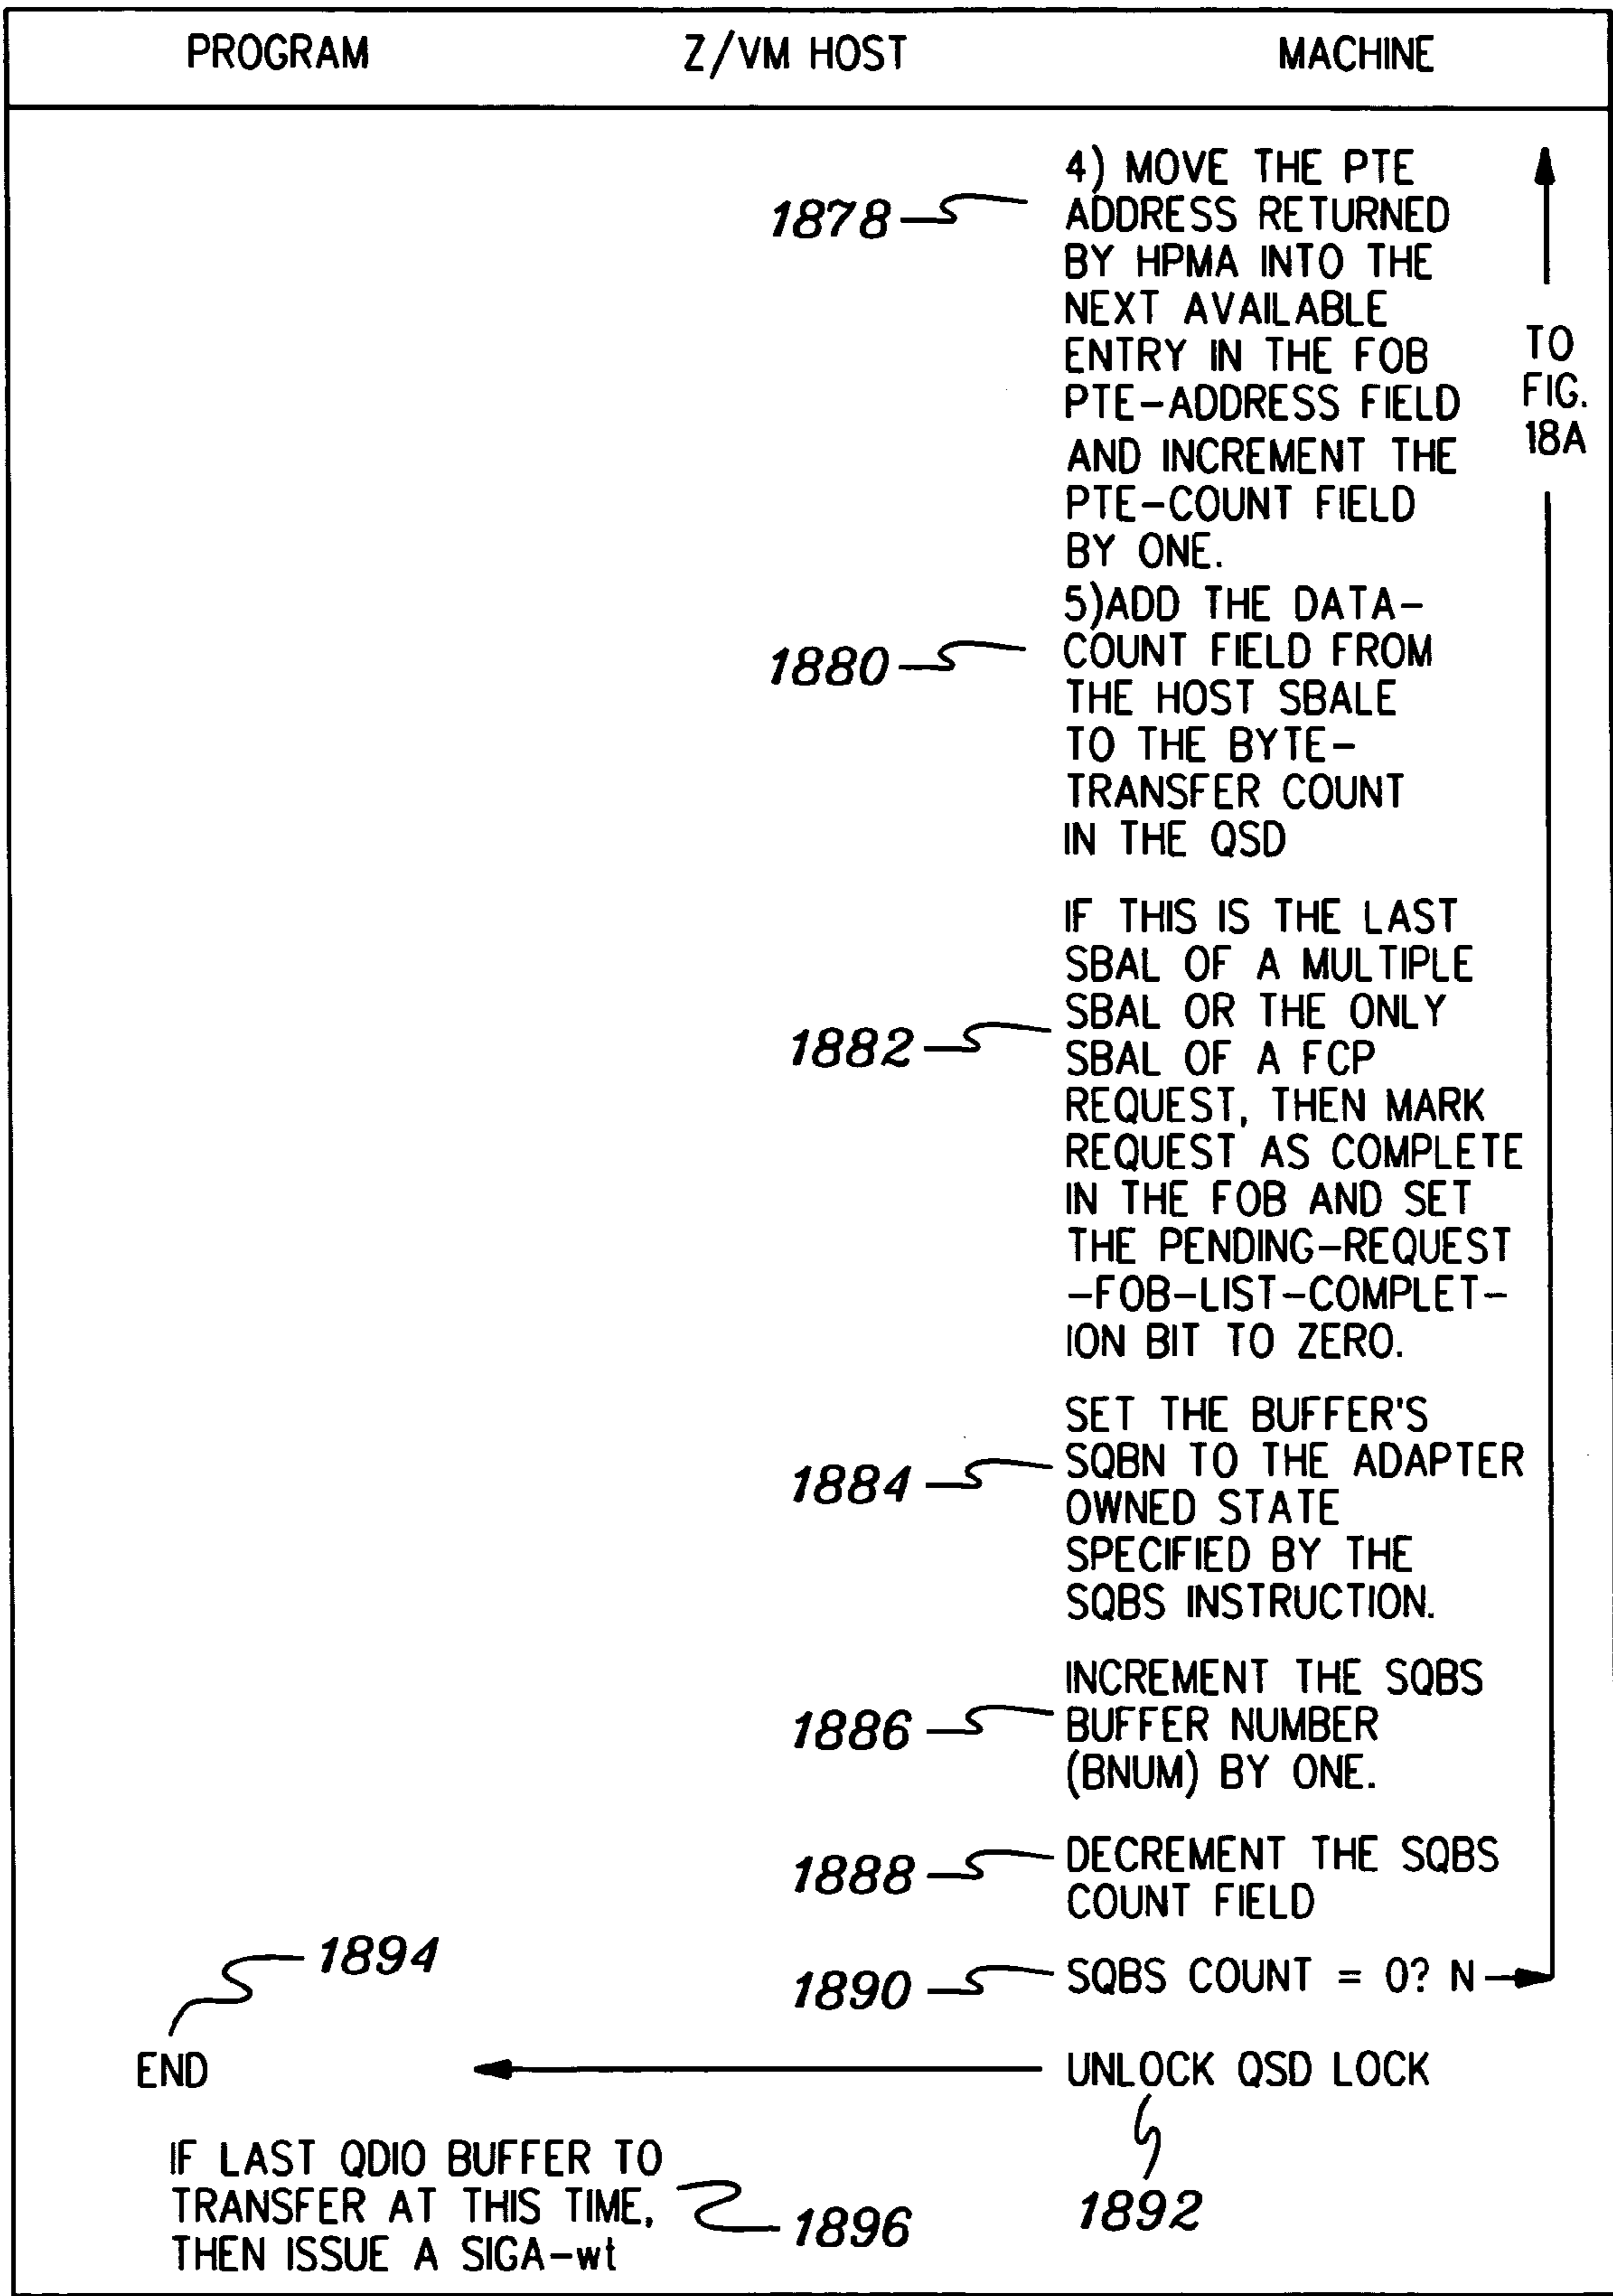 PROGRAM Z/VM HOST MACHINE
4) MOVE THE PTE
1878
ADDRESS RETURNED
BY HPMA INTO THE
NEXT AVAILABLE
ENTRY IN THE FOB
PTE-ADDRESS FIELD
AND INCREMENT THE
PTE-COUNT FIELD
BY ONE.
TO
FIG.
18A
5)ADD THE DATA-
1880
COUNT FIELD FROM
THE HOST SBALE
TO THE BYTE-
TRANSFER COUNT
IN THE QSD
IF THIS IS THE LAST
SBAL OF A MULTIPLE
SBAL OR THE ONLY
1882
SBAL OF A FCP
REQUEST, THEN MARK
REQUEST AS COMPLETE
IN THE FOB AND SET
THE PENDING-REQUEST
-FOB-LIST-COMPLET-
ION BIT TO ZERO.
SET THE BUFFER'S
1884
SQBN TO THE ADAPTER
OWNED STATE
SPECIFIED BY THE
SQBS INSTRUCTION.
INCREMENT THE SQBS
1886
BUFFER NUMBER
(BNUM) BY ONE.
1888
DECREMENT THE SQBS
COUNT FIELD
1894
1890
SQBS COUNT = 0? N
END
UNLOCK QSD LOCK
IF LAST QDIO BUFFER TO
TRANSFER AT THIS TIME,
THEN ISSUE A SIGA-wt
1896
1892